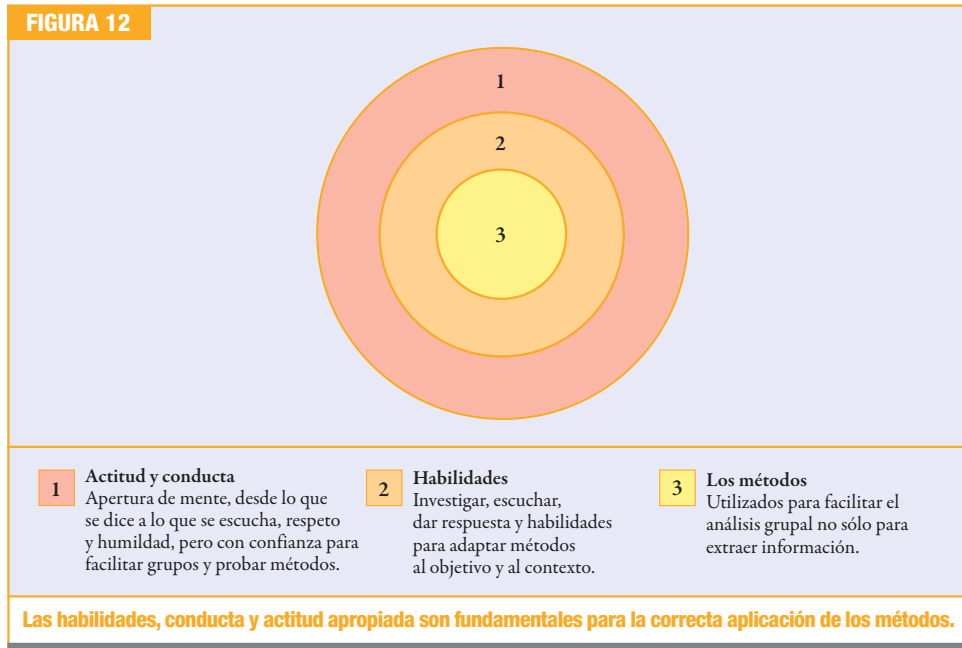 FIGURA 12
1
2
3
1
Actitud y conducta
Apertura de mente, desde lo que
se dice a lo que se escucha, respeto
y humildad, pero con confianza para
facilitar grupos y probar métodos.
2
Habilidades
Investigar, escuchar,
dar respuesta y habilidades
para adaptar métodos
al objetivo y al contexto.
3
Los métodos
Utilizados para facilitar el
análisis grupal no sólo para
extraer información.
Las habilidades, conducta y actitud apropiada son fundamentales para la correcta aplicación de los métodos.